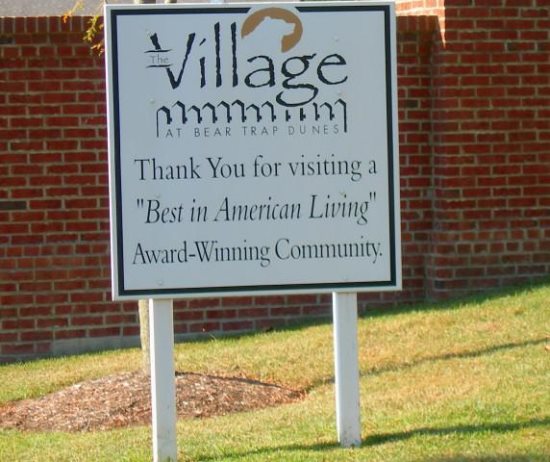 The
Village
AT BEAR TRAP DUNES
Thank You for visiting a
"Best in American Living"
Award-Winning Community.